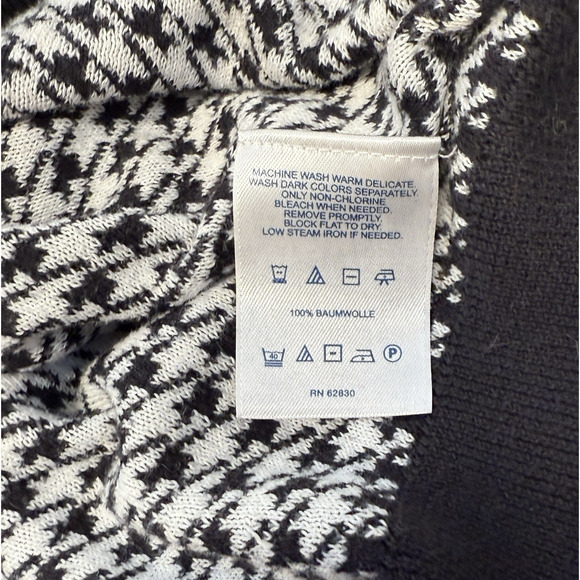 MACHINE WASH WARM DELICATE.
WASH DARK COLORS SEPARATELY.
ONLY NON-CHLORINE
BLEACH WHEN NEEDED.
REMOVE PROMPTLY.
BLOCK FLAT TO DRY.
LOW STEAM IRON IF NEEDED.
100% BAUMWOLLE
40 P
RN 62830